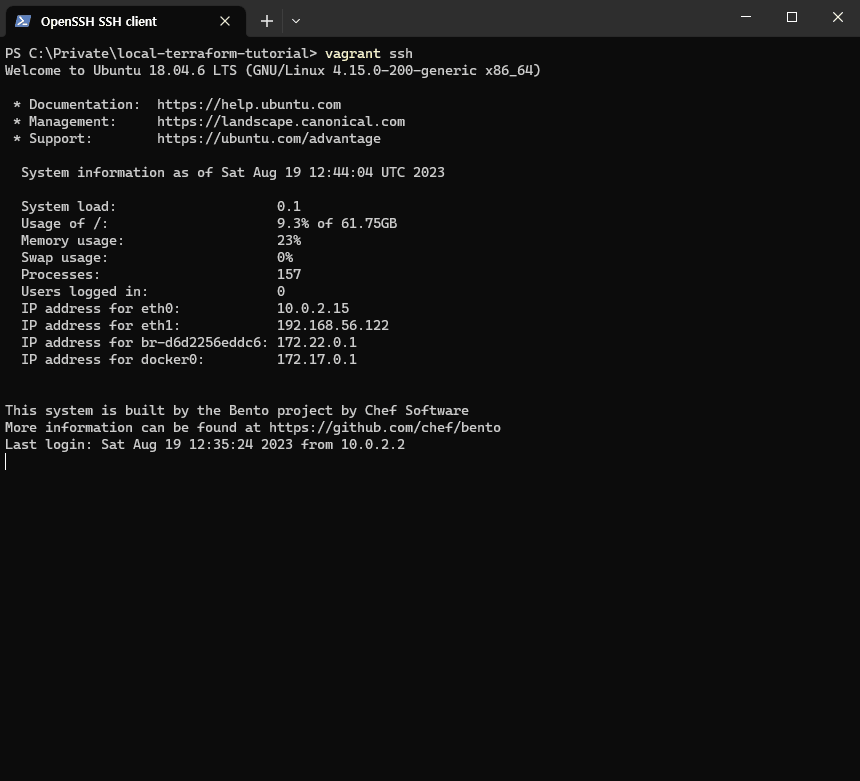 OpenSSH SSH client
PS C:\Private\local-terraform-tutorial> vagrant ssh
Welcome to Ubuntu 18.04.6 LTS (GNU/Linux 4.15.0-200-generic x86_64)
* Documentation: https://help.ubuntu.com
* Management: https://landscape.canonical.com
* Support: https://ubuntu.com/advantage
System information as of Sat Aug 19 12:44:04 UTC 2023
System load: 0.1
Usage of /: 9.3% of 61.75GB
Memory usage: 23%
Swap usage: 0%
Processes: 157
Users logged in: 0
IP address for eth0: 10.0.2.15
IP address for eth1: 192.168.56.122
IP address for br-d6d2256eddc6: 172.22.0.1
IP address for docker0: 172.17.0.1
This system is built by the Bento project by Chef Software
More information can be found at https://github.com/chef/bento
Last login: Sat Aug 19 12:35:24 2023 from 10.0.2.2